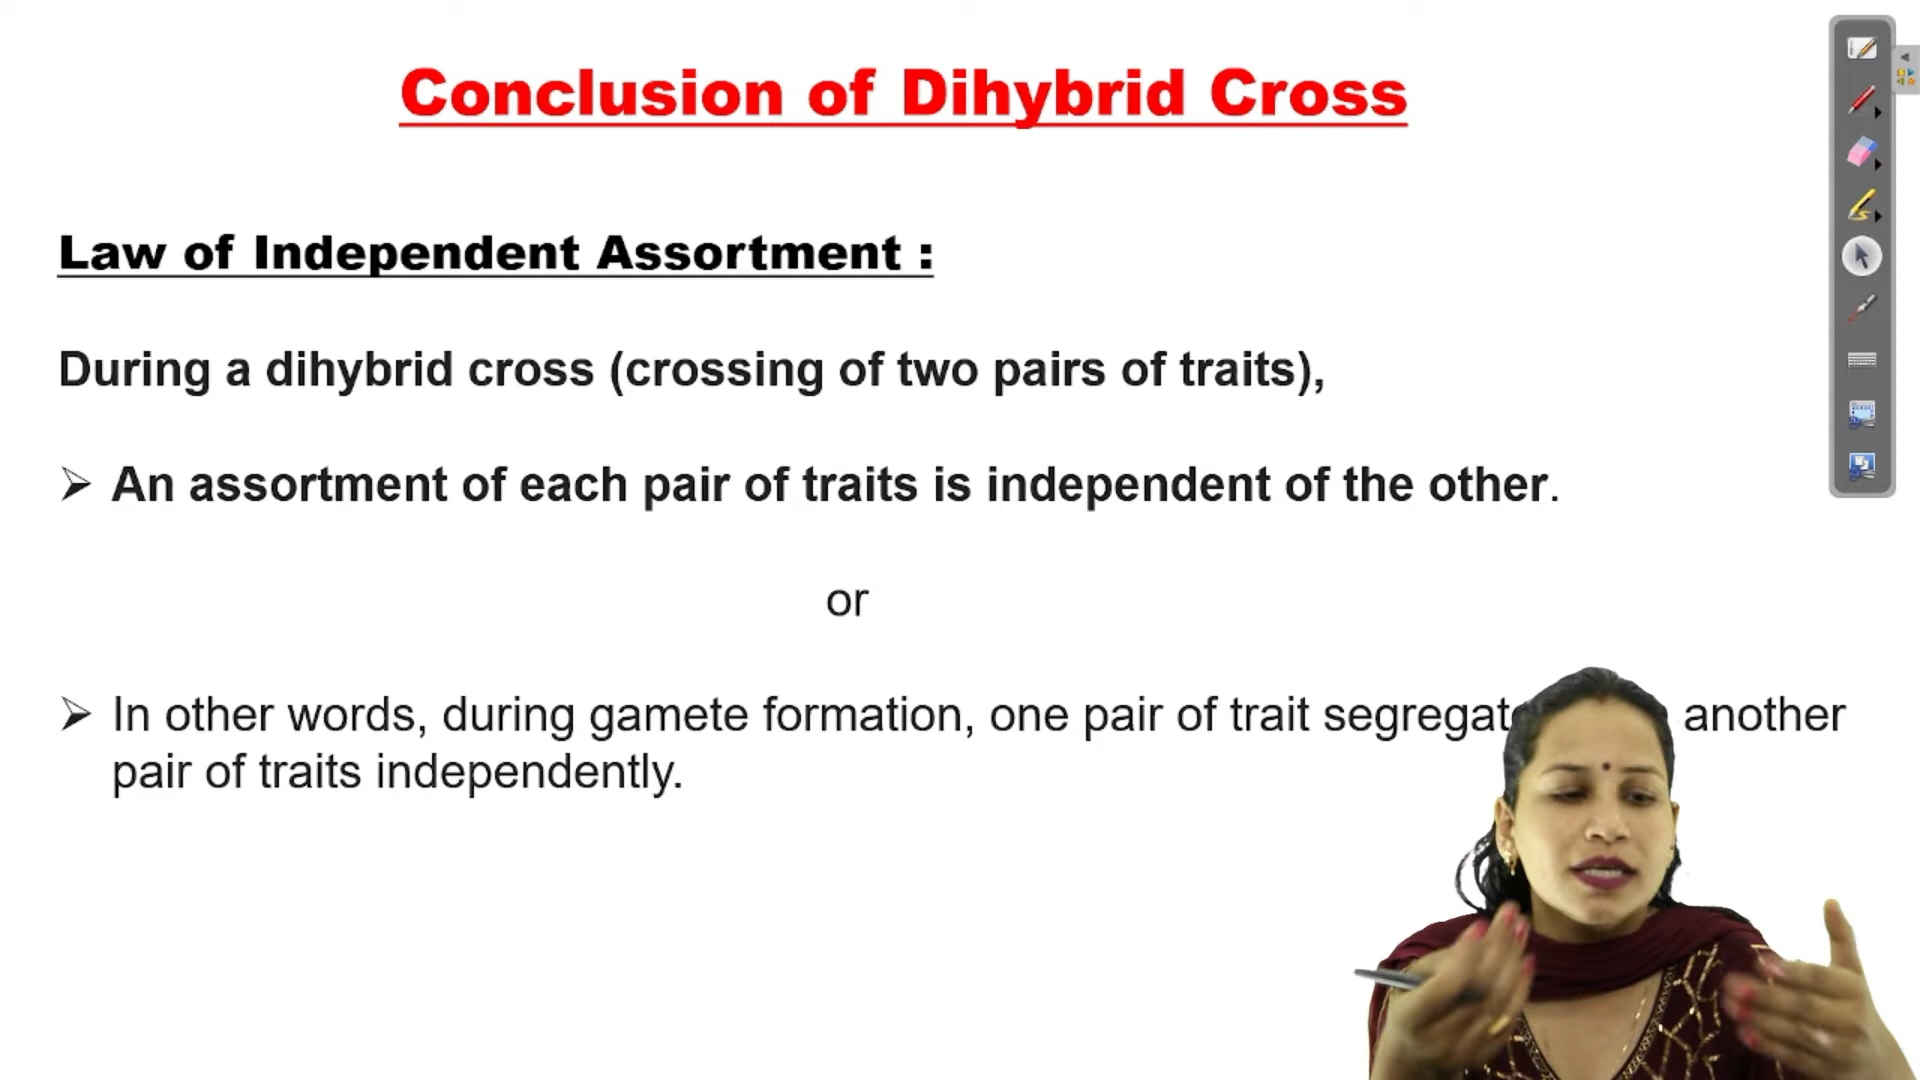 Conclusion of Dihybrid Cross
Law of Independent Assortment :
During a dihybrid cross (crossing of two pairs of traits),
➢ An assortment of each pair of traits is independent of the other.
or
➢ In other words, during gamete formation, one pair of trait another
pair of traits independently.